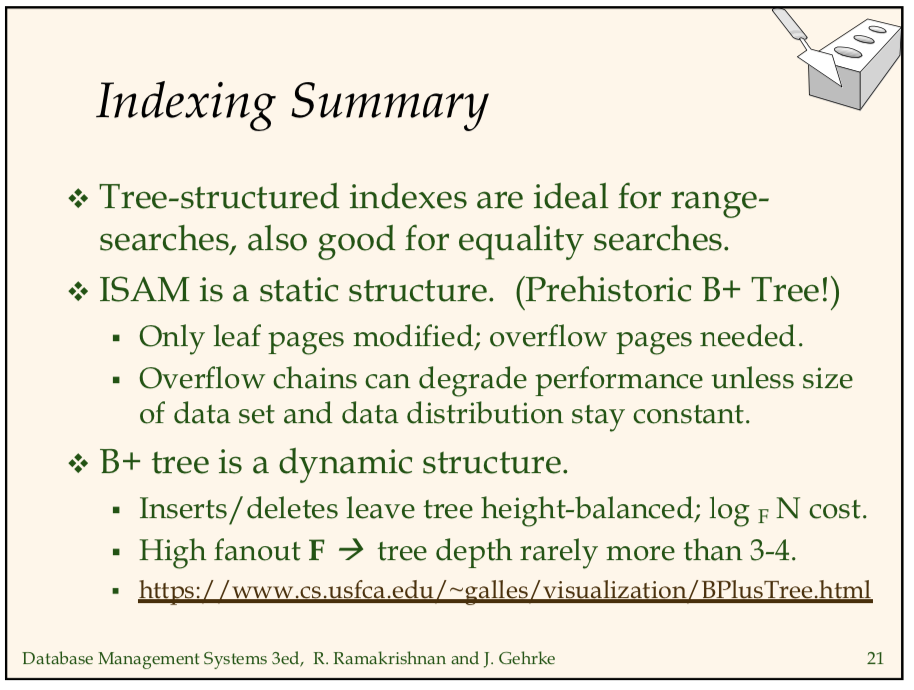 Indexing Summary
❖ Tree-structured indexes are ideal for range-
searches, also good for equality searches.
❖ ISAM is a static structure.  (Prehistoric B+ Tree!)
▪ Only leaf pages modified; overflow pages needed.
▪ Overflow chains can degrade performance unless size
of data set and data distribution stay constant.
❖ B+ tree is a dynamic structure.
▪ Inserts/deletes leave tree height-balanced; log F N cost.
▪ High fanout F → tree depth rarely more than 3-4.
▪ https://www.cs.usfca.edu/~galles/visualization/BPlusTree.html
Database Management Systems 3ed,  R. Ramakrishnan and J. Gehrke 21